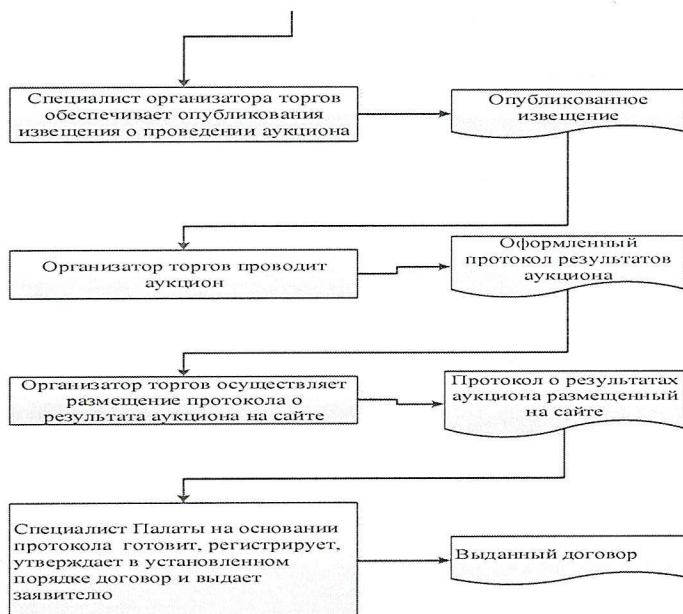 Специалист организатора торгов
обеспечивает опубликования
извещения о проведении аукциона
Опубликованное
извещение
Организатор торгов проводит
аукцион
Оформленный
протокол результатов
аукциона
Организатор торгов осуществляет
размещение протокола о
результата аукциона на сайте
Протокол о результатах
аукциона размещенный
на сайте
Специалист Палаты на основании
протокола готовит, регистрирует,
утверждает в установленном
порядке договор и выдает
заявителю
Выданный договор